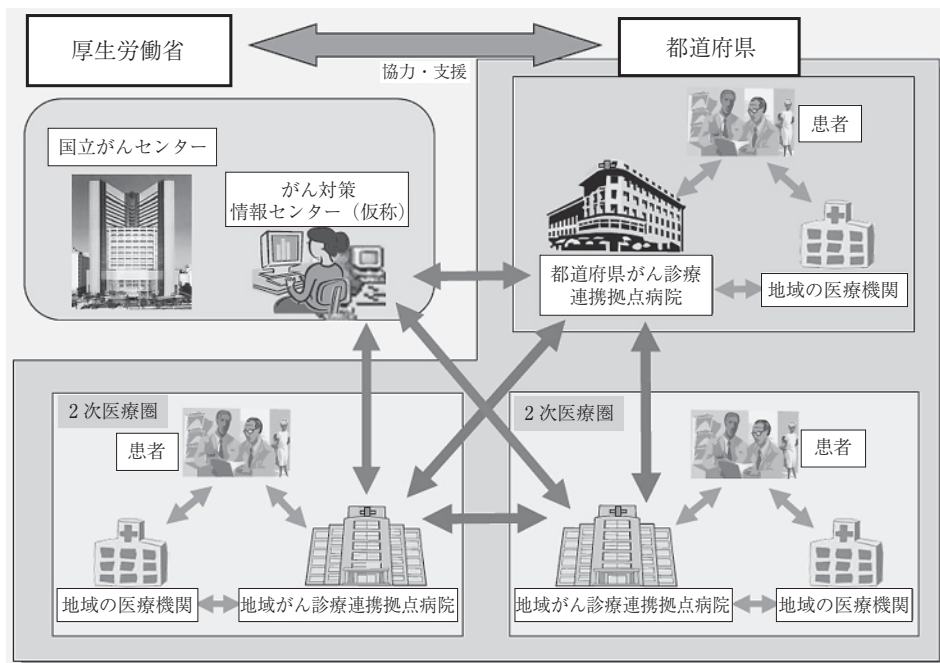 厚生労働省
都道府県
協力・支援
国立がんセンター
がん対策
情報センター（仮称）
患者
都道府県がん診療
連携拠点病院
地域の医療機関
2次医療圏
患者
地域の医療機関
地域がん診療連携拠点病院
2次医療圏
患者
地域がん診療連携拠点病院
地域の医療機関